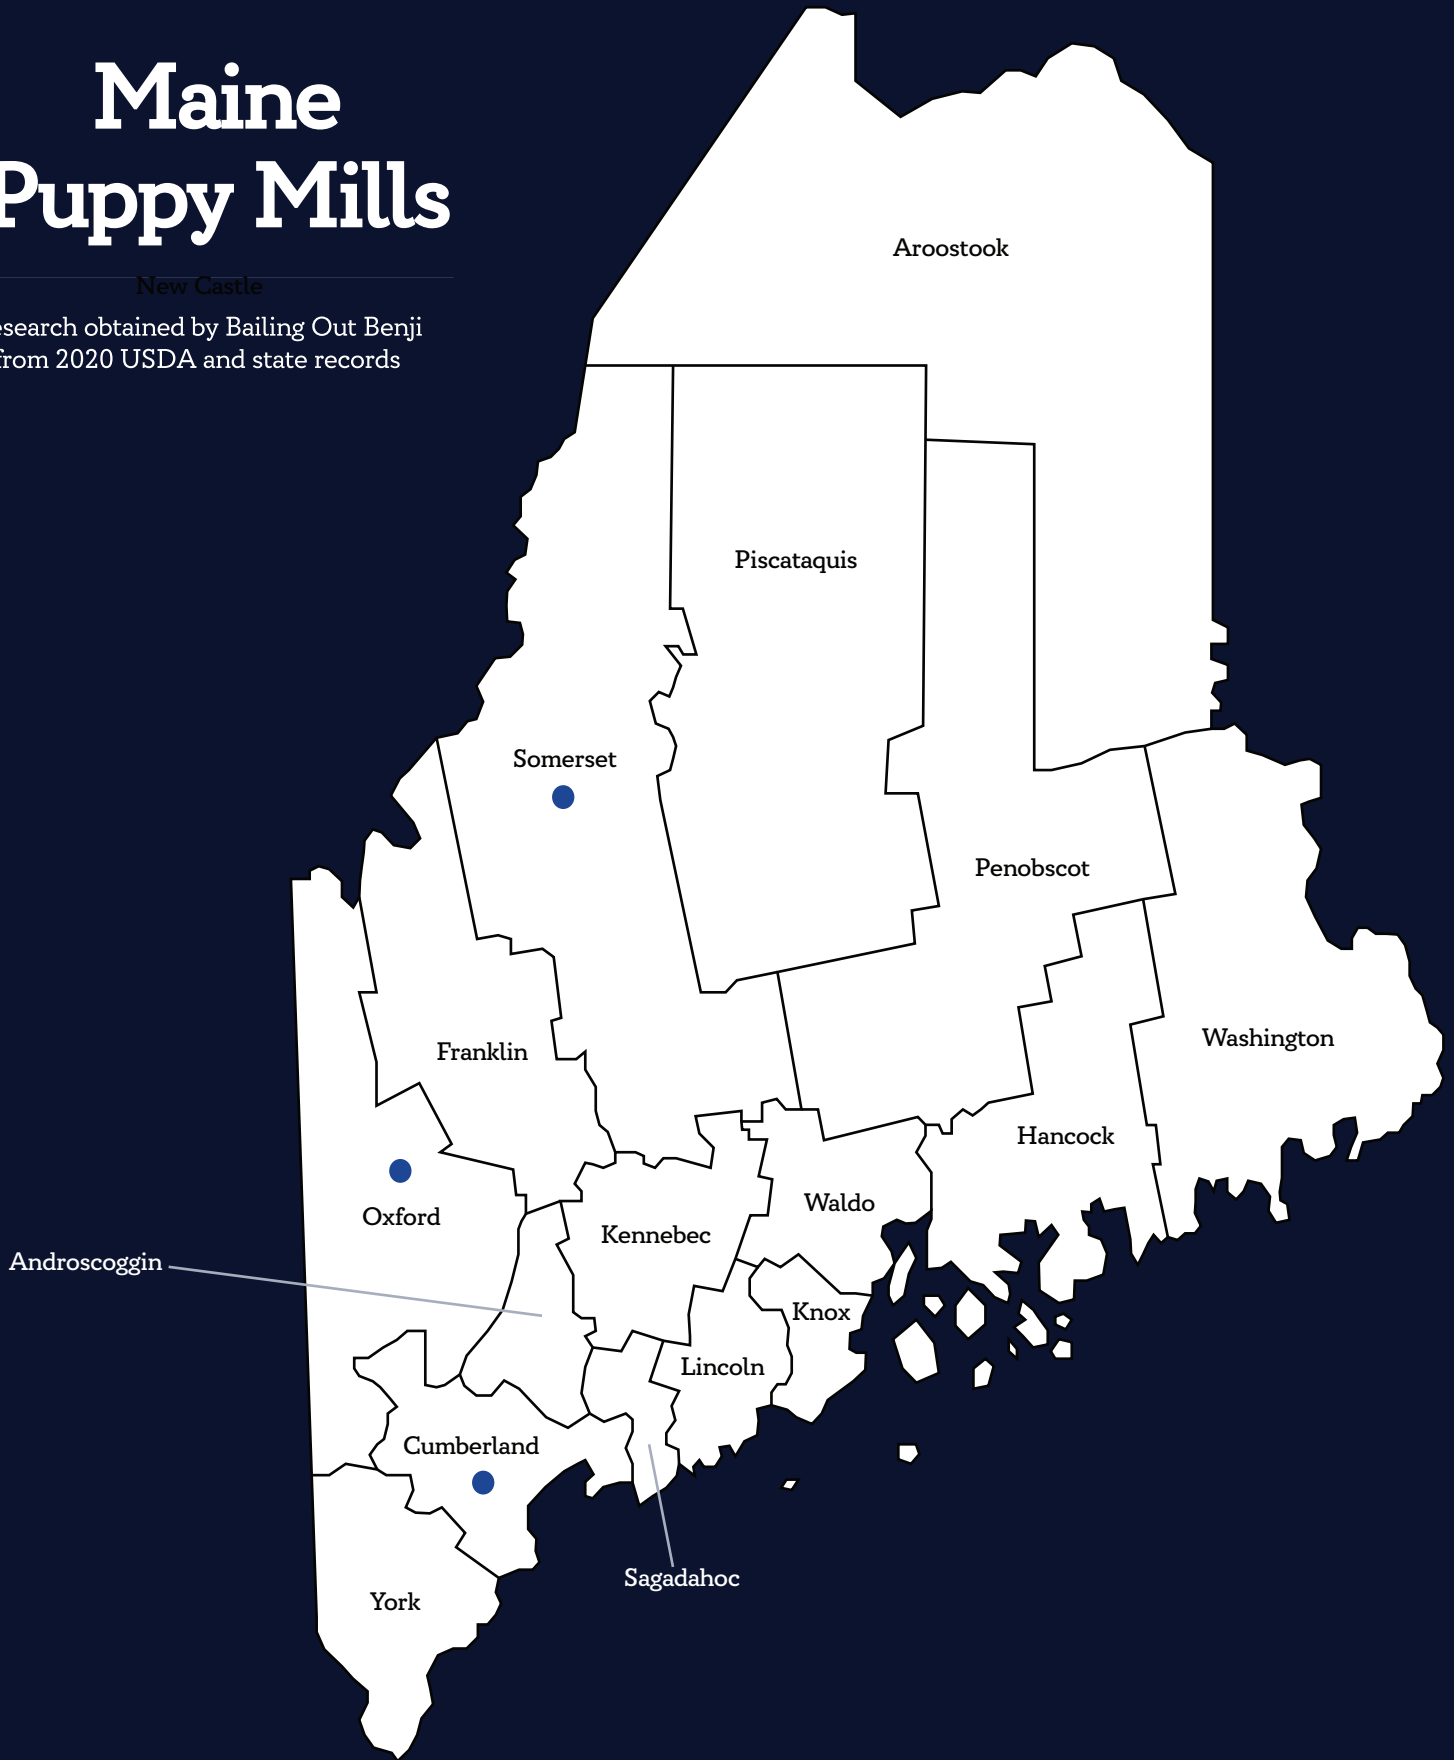 Maine
Puppy Mills
New Castle
esearch obtained by Bailing Out Benji
from 2020 USDA and state records
Aroostook
Piscataquis
Somerset
Penobscot
Washington
Franklin
Hancock
Waldo
Oxford
Kennebec
Androscoggin
Knox
Lincoln
Cumberland
Sagadahoc
York